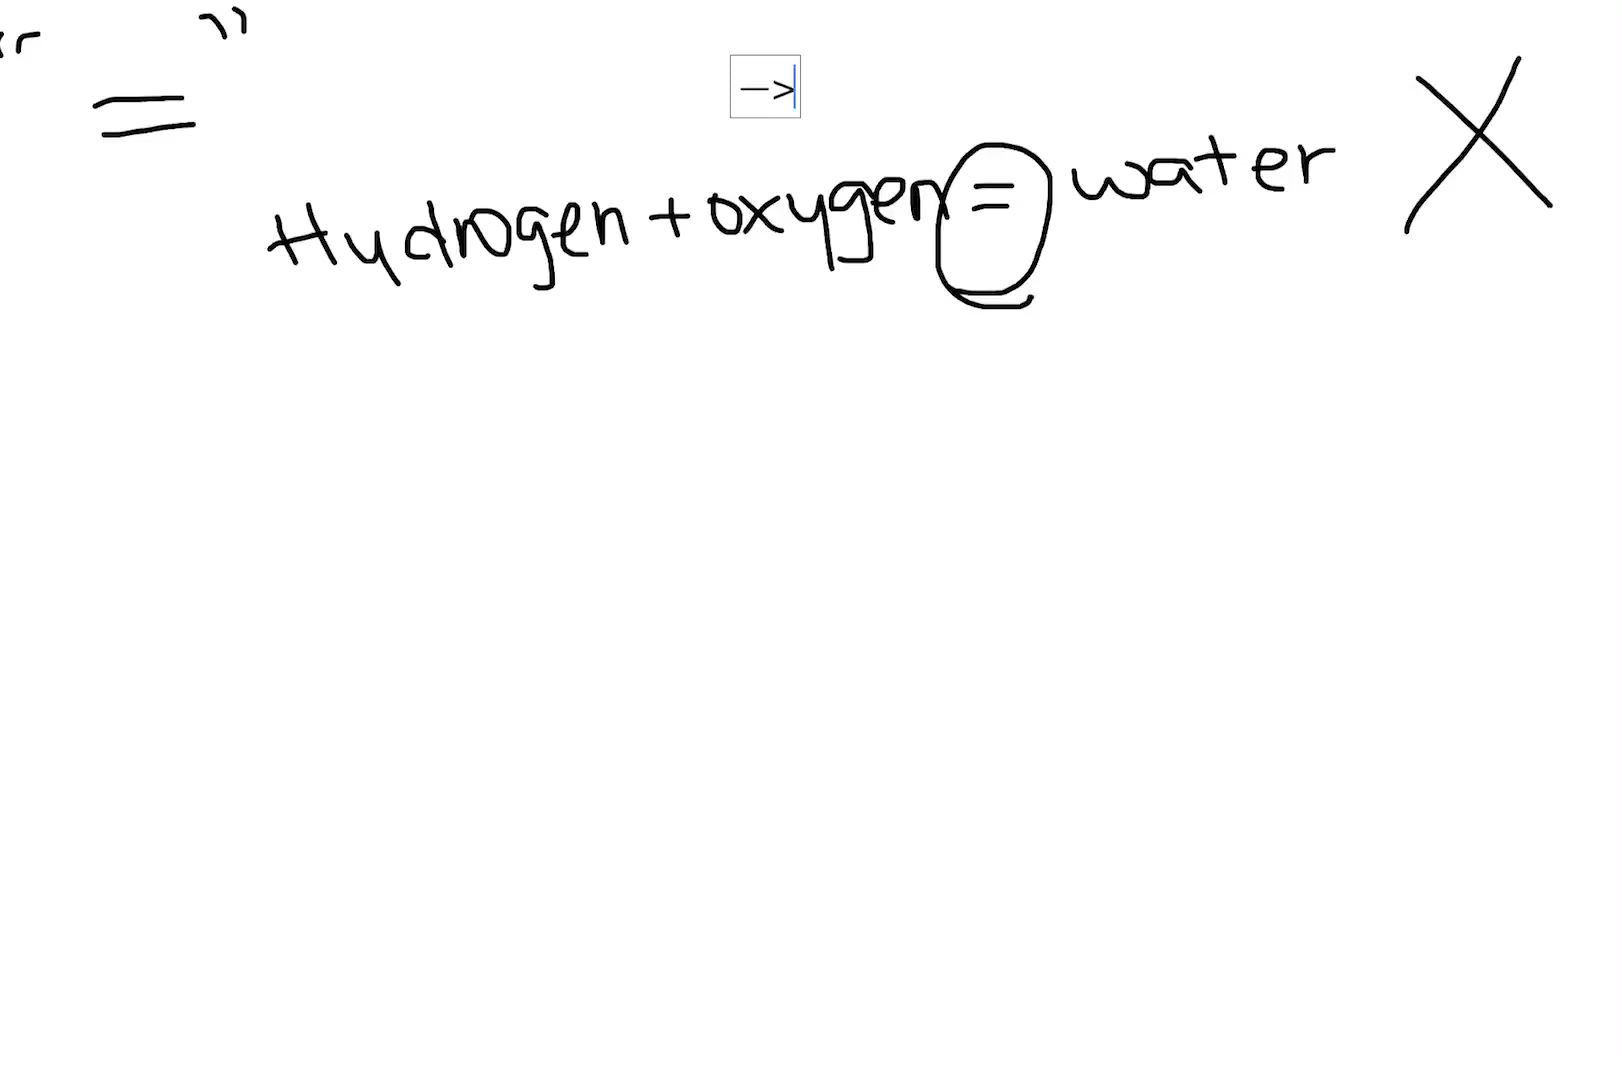 "
=
->
Hydrogen + oxygen = water X